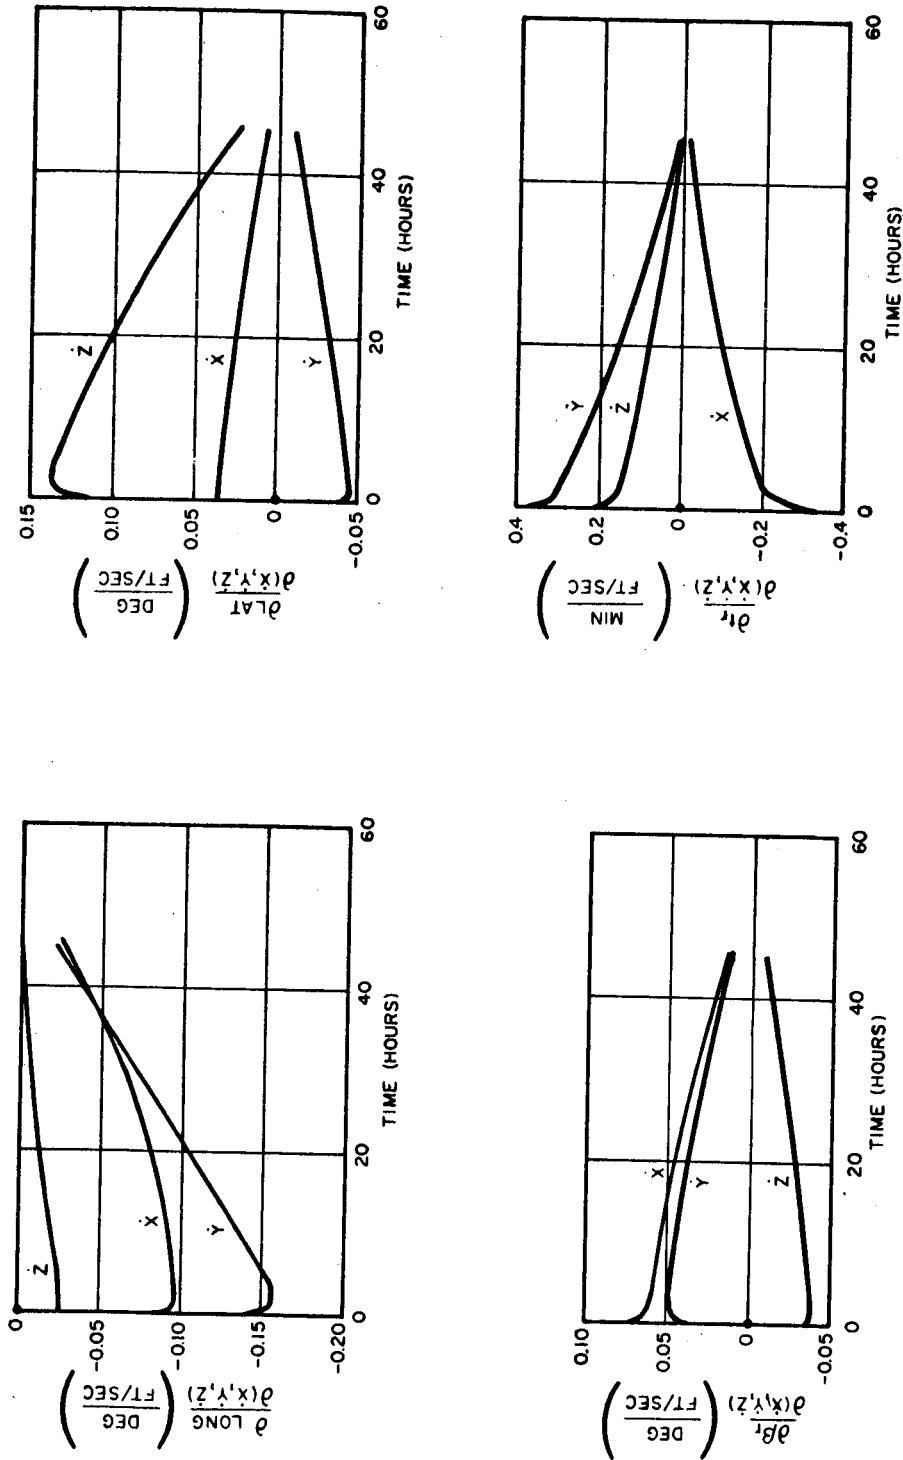 ∂ LONG
∂(Ẋ,Ẏ,Ż)
(DEG
FT/SEC)
0
-0.05
-0.10
-0.15
-0.20
Ż
Ẋ
Ẏ
0
20
40
60
TIME (HOURS)
∂LAT
∂(Ẋ,Ẏ,Ż)
(DEG
FT/SEC)
0.15
0.10
0.05
0
-0.05
Ż
Ẋ
Ẏ
0
20
40
60
TIME (HOURS)
∂βr
∂(Ẋ,Ẏ,Ż)
(DEG
FT/SEC)
0.10
0.05
0
-0.05
Ẋ
Ẏ
Ż
0
20
40
60
TIME (HOURS)
∂tr
∂(Ẋ,Ẏ,Ż)
(MIN
FT/SEC)
0.4
0.2
0
-0.2
-0.4
Ẏ
Ż
Ẋ
0
20
40
60
TIME (HOURS)